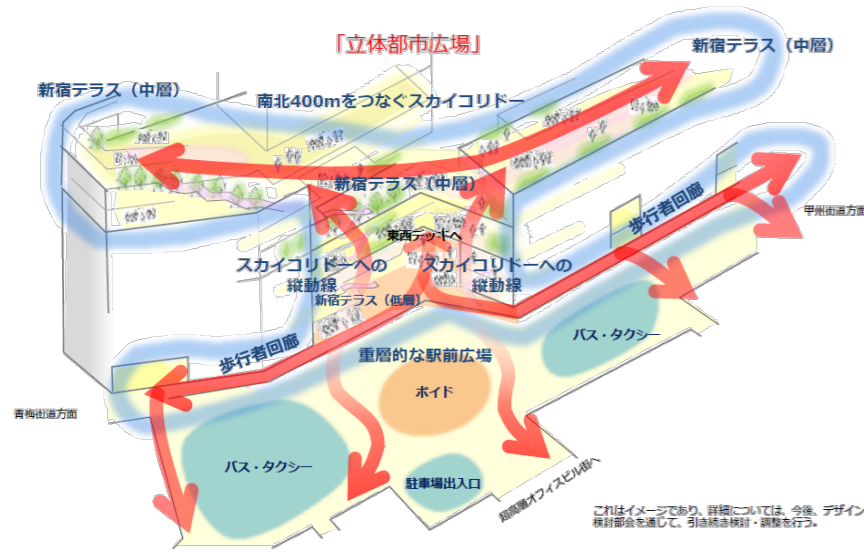 「立体都市広場」
新宿テラス（中層）
新宿テラス（中層）
南北400mをつなぐスカイコリドー
新宿テラス（中層）
歩行者回廊
甲州街道方面
東西デッキへ
スカイコリドーへの
縦動線
スカイコリドーへの
縦動線
新宿テラス（低層）
歩行者回廊
重層的な駅前広場
バス・タクシー
ボイド
青梅街道方面
バス・タクシー
駐車場出入口
超高層オフィスビル街へ
これはイメージであり、詳細については、今後、デザイン
検討部会を通じて、引き続き検討・調整を行う。